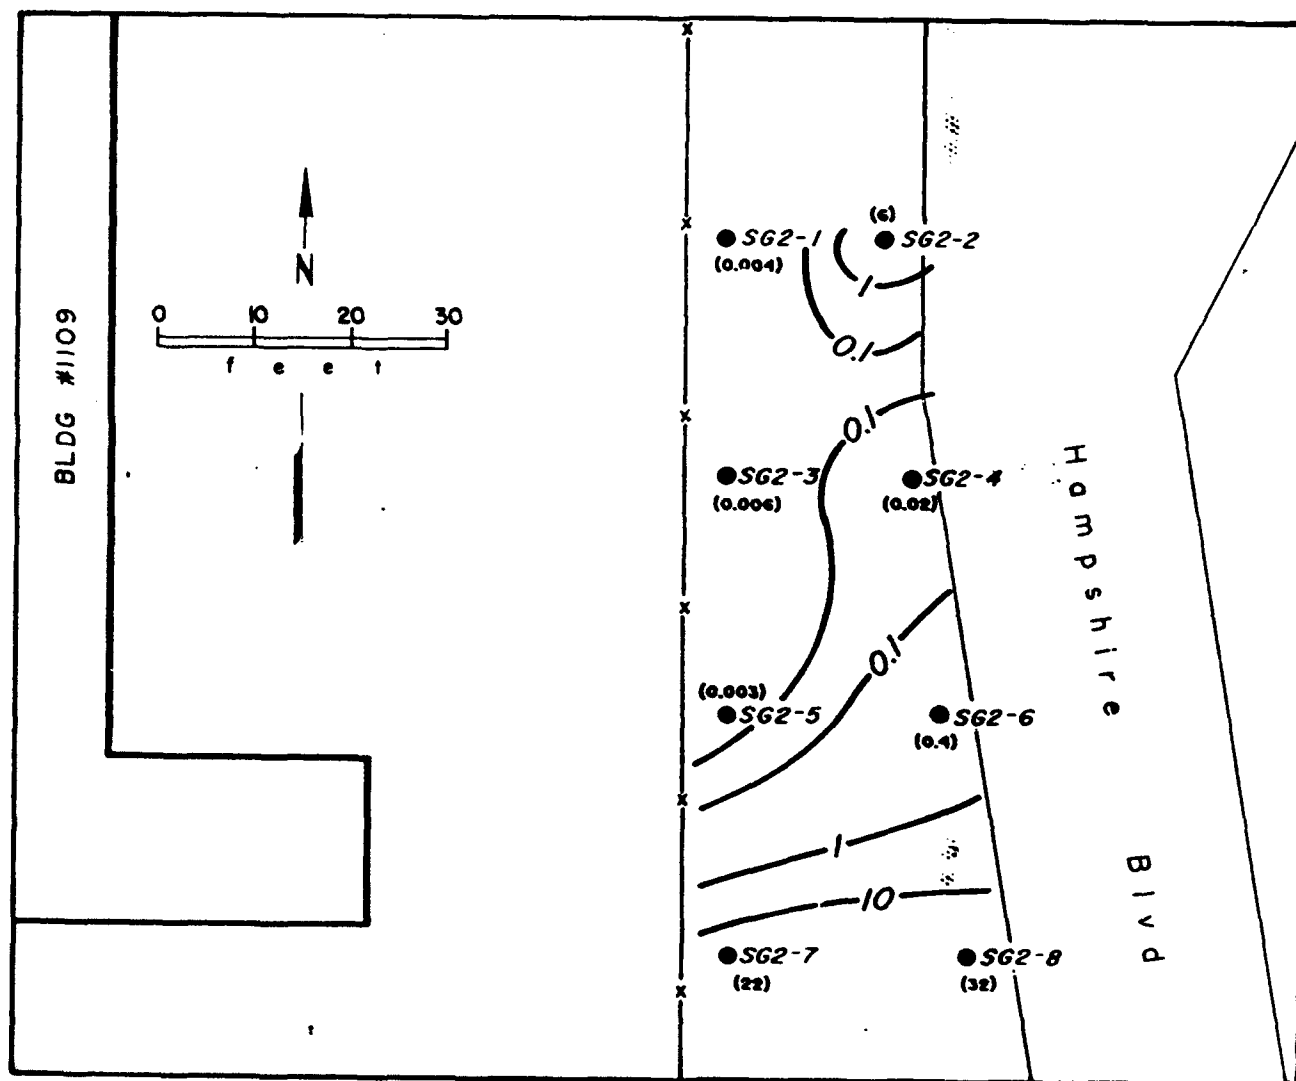 BLDG #1109
N
0 10 20 30
feet
(6)
SG2-1
SG2-2
(0.004)
1
0.1
0.1
SG2-3
SG2-4
(0.006)
(0.02)
0.1
(0.003)
SG2-5
SG2-6
(0.4)
1
10
SG2-7
SG2-8
(22)
(32)
Hampshire Blvd